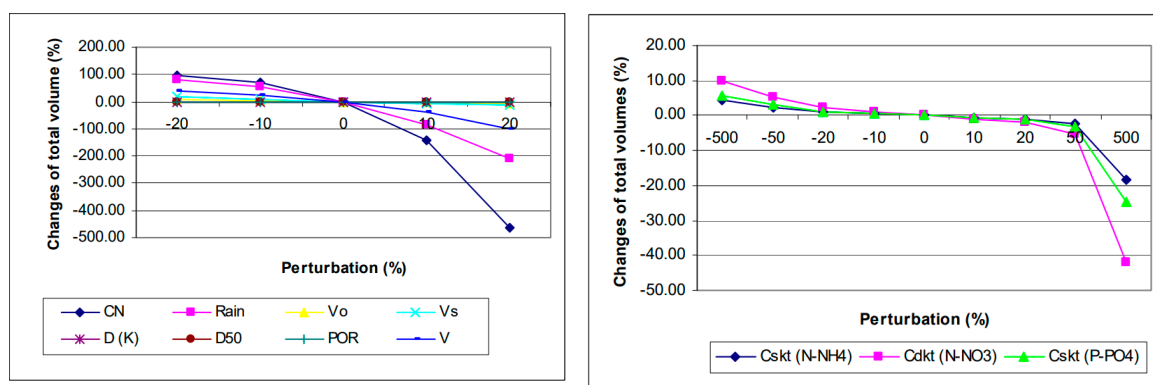 Changes of total volume (%)
200.00
100.00
0.00
-100.00
-200.00
-300.00
-400.00
-500.00
-20 -10 0 10 20
Perturbation (%)
CN Rain Vo Vs
D (K) D50 POR V
Changes of total volumes (%)
20.00
10.00
0.00
-10.00
-20.00
-30.00
-40.00
-50.00
-500 -50 -20 -10 0 10 20 50 500
Perturbation (%)
Cskt (N-NH4) Cdkt (N-NO3) Cskt (P-PO4)